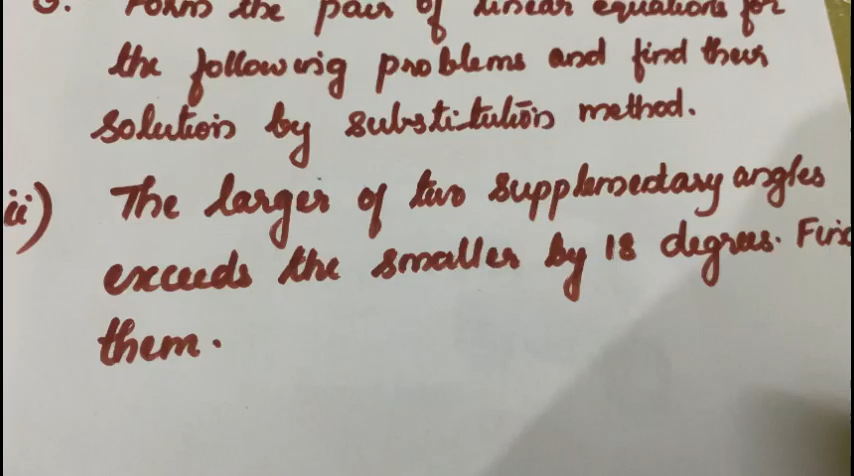 3. Form the pair of linear equations for
the following problems and find their
solution by substitution method.
ii) The larger of two supplementary angles
exceeds the smaller by 18 degrees. Find
them.